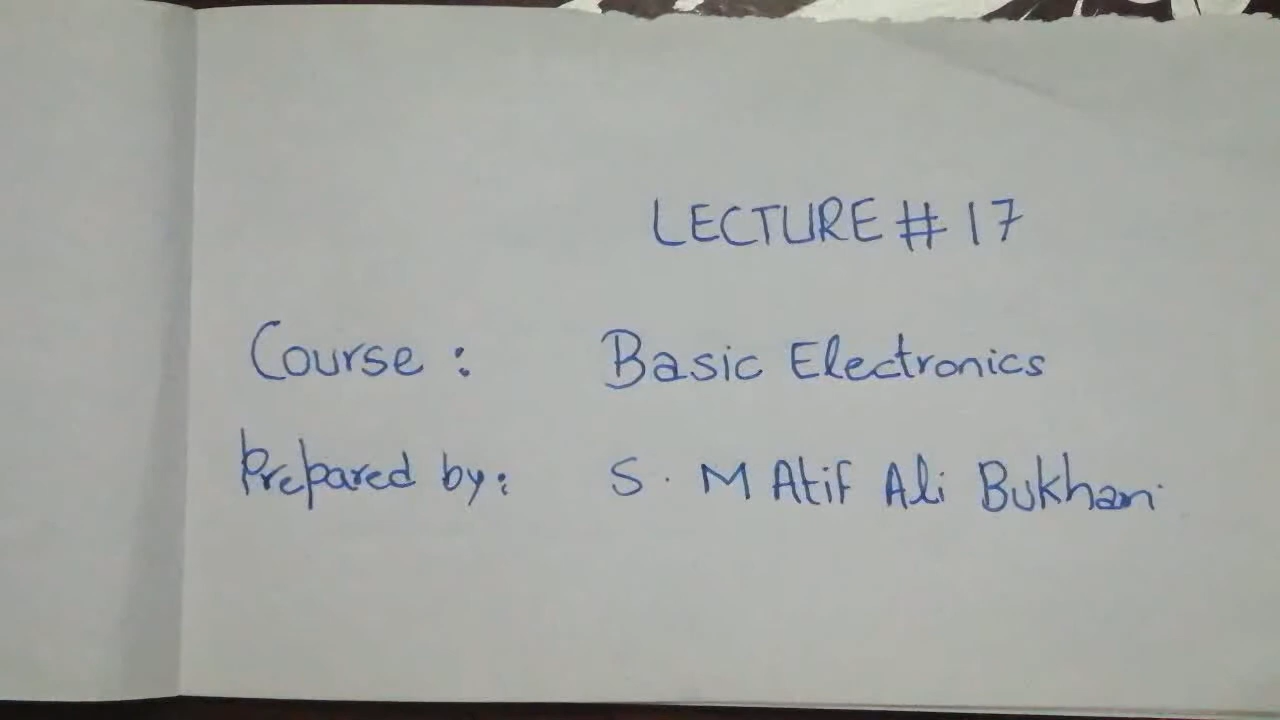 LECTURE # 17
Course: Basic Electronics
Prepared by: S. M Atif Ali Bukhari